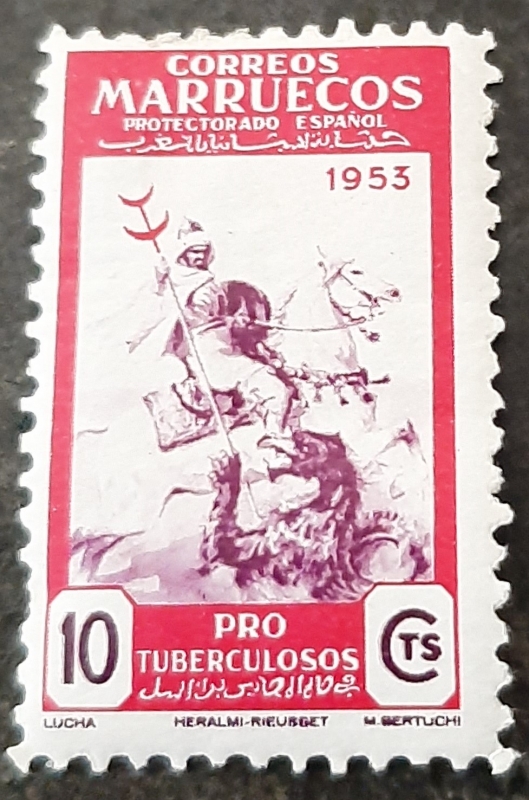 CORREOS
MARRUECOS
PROTECTORADO ESPAÑOL
1953
10
PRO
CTS
TUBERCULOSOS
LUCHA HERALMI-RIEUSSET M. BERTUCHI